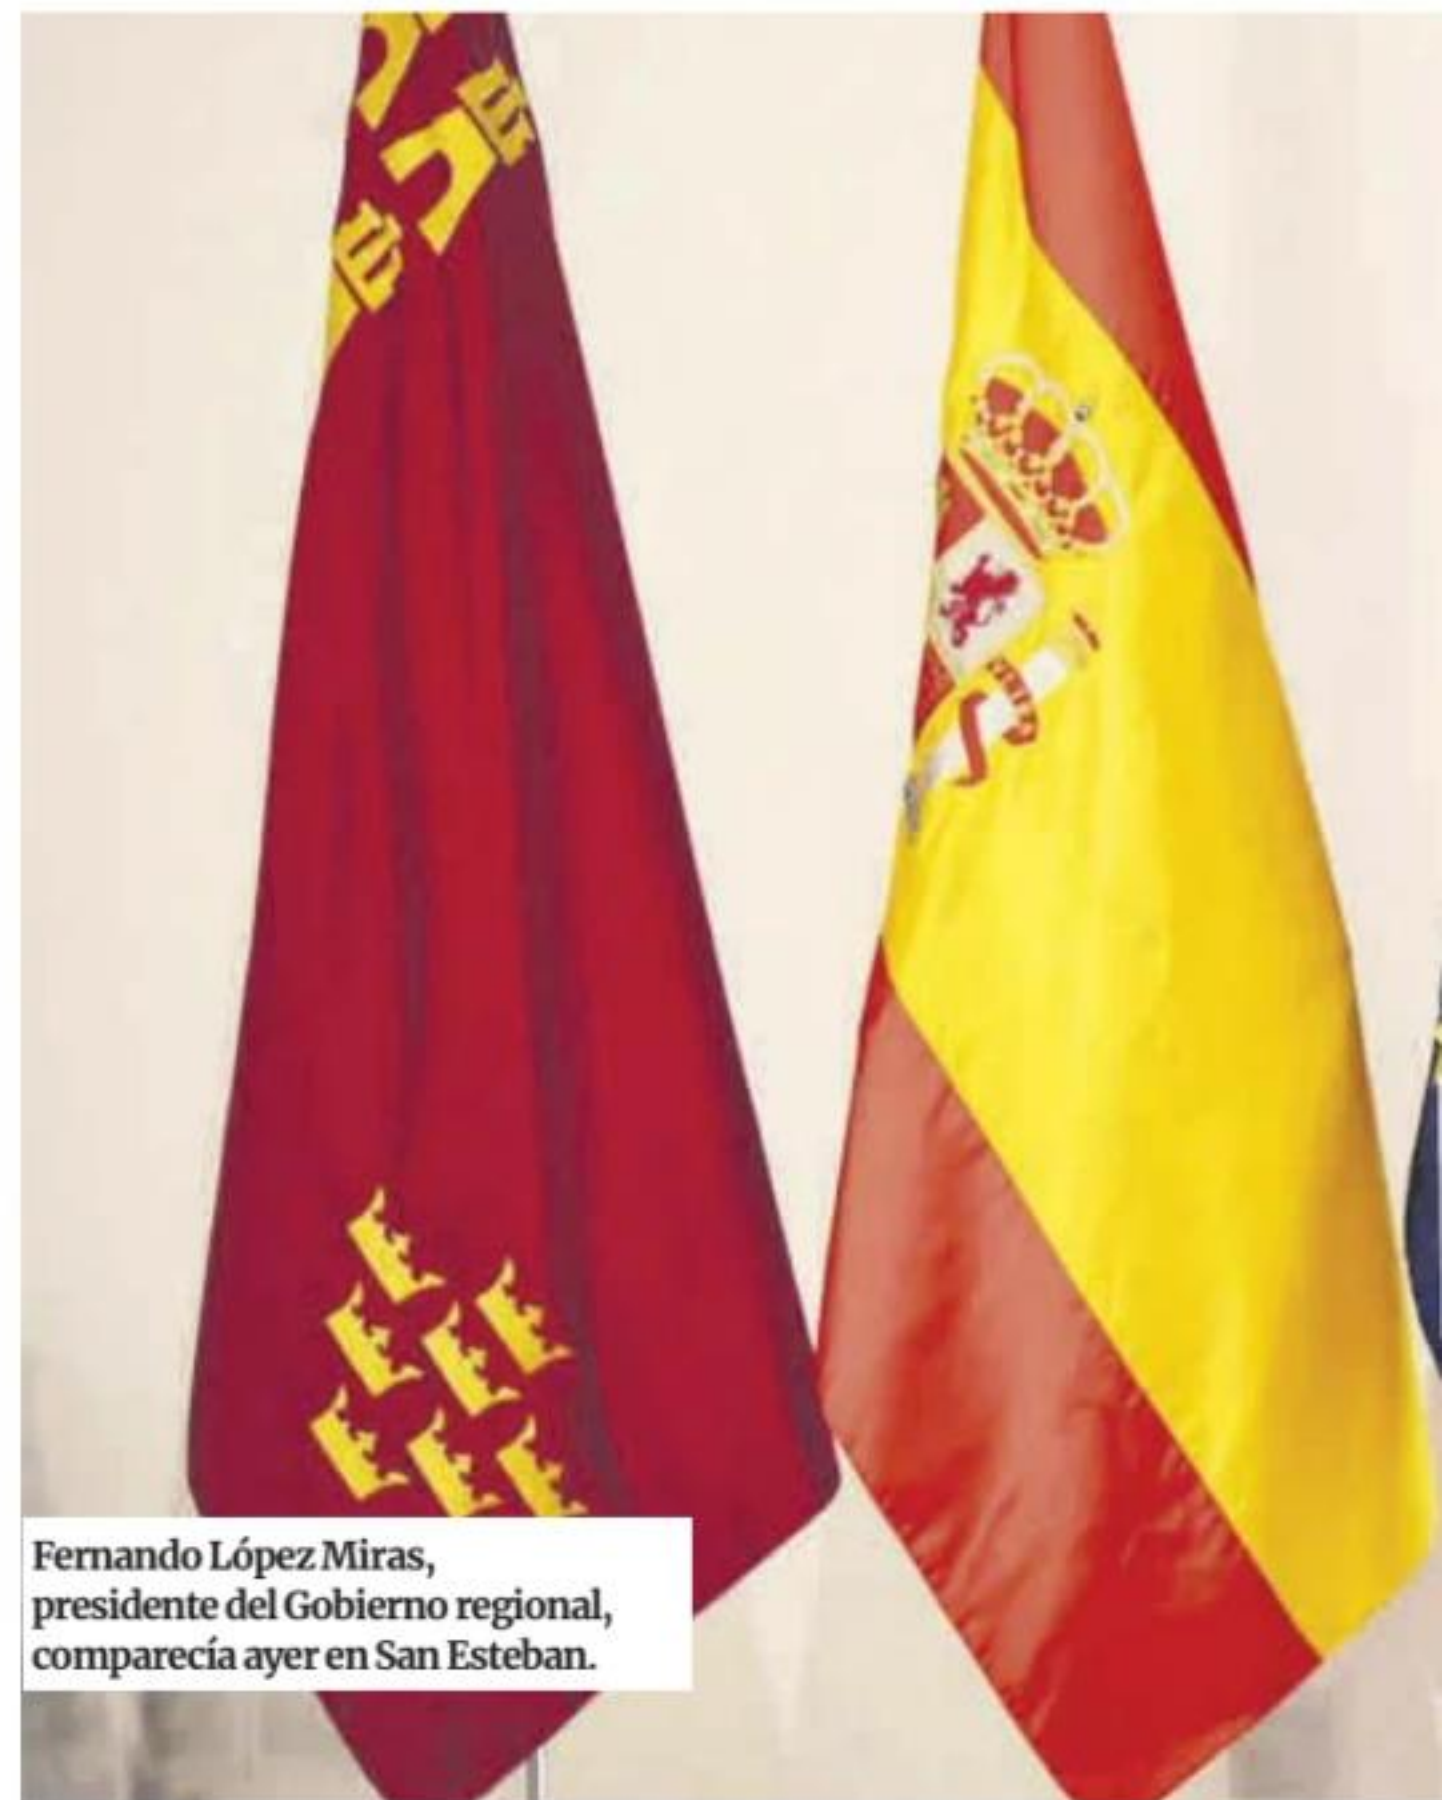 Fernando López Miras,
presidente del Gobierno regional,
comparecía ayer en San Esteban.